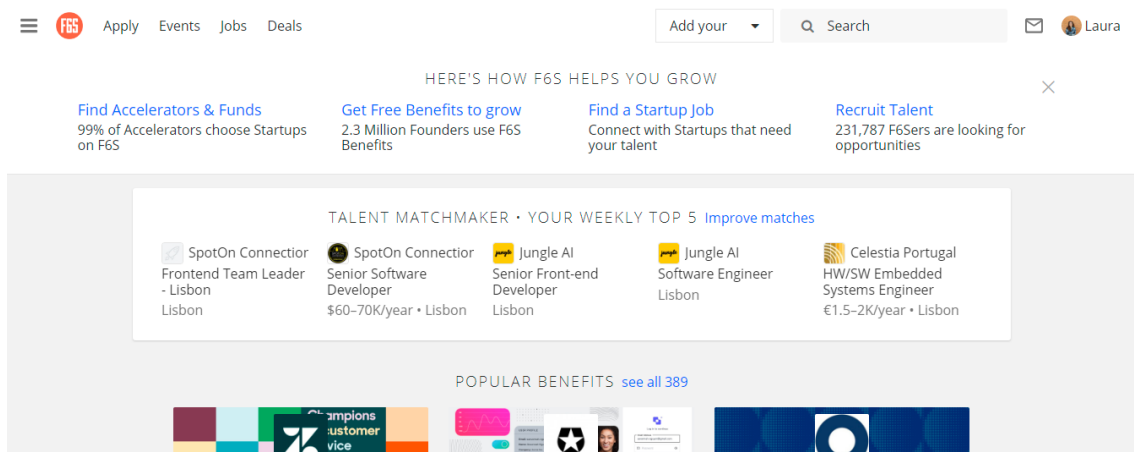 F6S Apply Events Jobs Deals Add your Search Laura
HERE'S HOW F6S HELPS YOU GROW
Find Accelerators & Funds
99% of Accelerators choose Startups
on F6S
Get Free Benefits to grow
2.3 Million Founders use F6S
Benefits
Find a Startup Job
Connect with Startups that need
your talent
Recruit Talent
231,787 F6Sers are looking for
opportunities
TALENT MATCHMAKER • YOUR WEEKLY TOP 5 Improve matches
SpotOn Connectior
Frontend Team Leader
- Lisbon
Lisbon
SpotOn Connectior
Senior Software
Developer
$60–70K/year • Lisbon
jungle Jungle AI
Senior Front-end
Developer
Lisbon
jungle Jungle AI
Software Engineer
Lisbon
Celestia Portugal
HW/SW Embedded
Systems Engineer
€1.5–2K/year • Lisbon
POPULAR BENEFITS see all 389
Champions
customer
vice